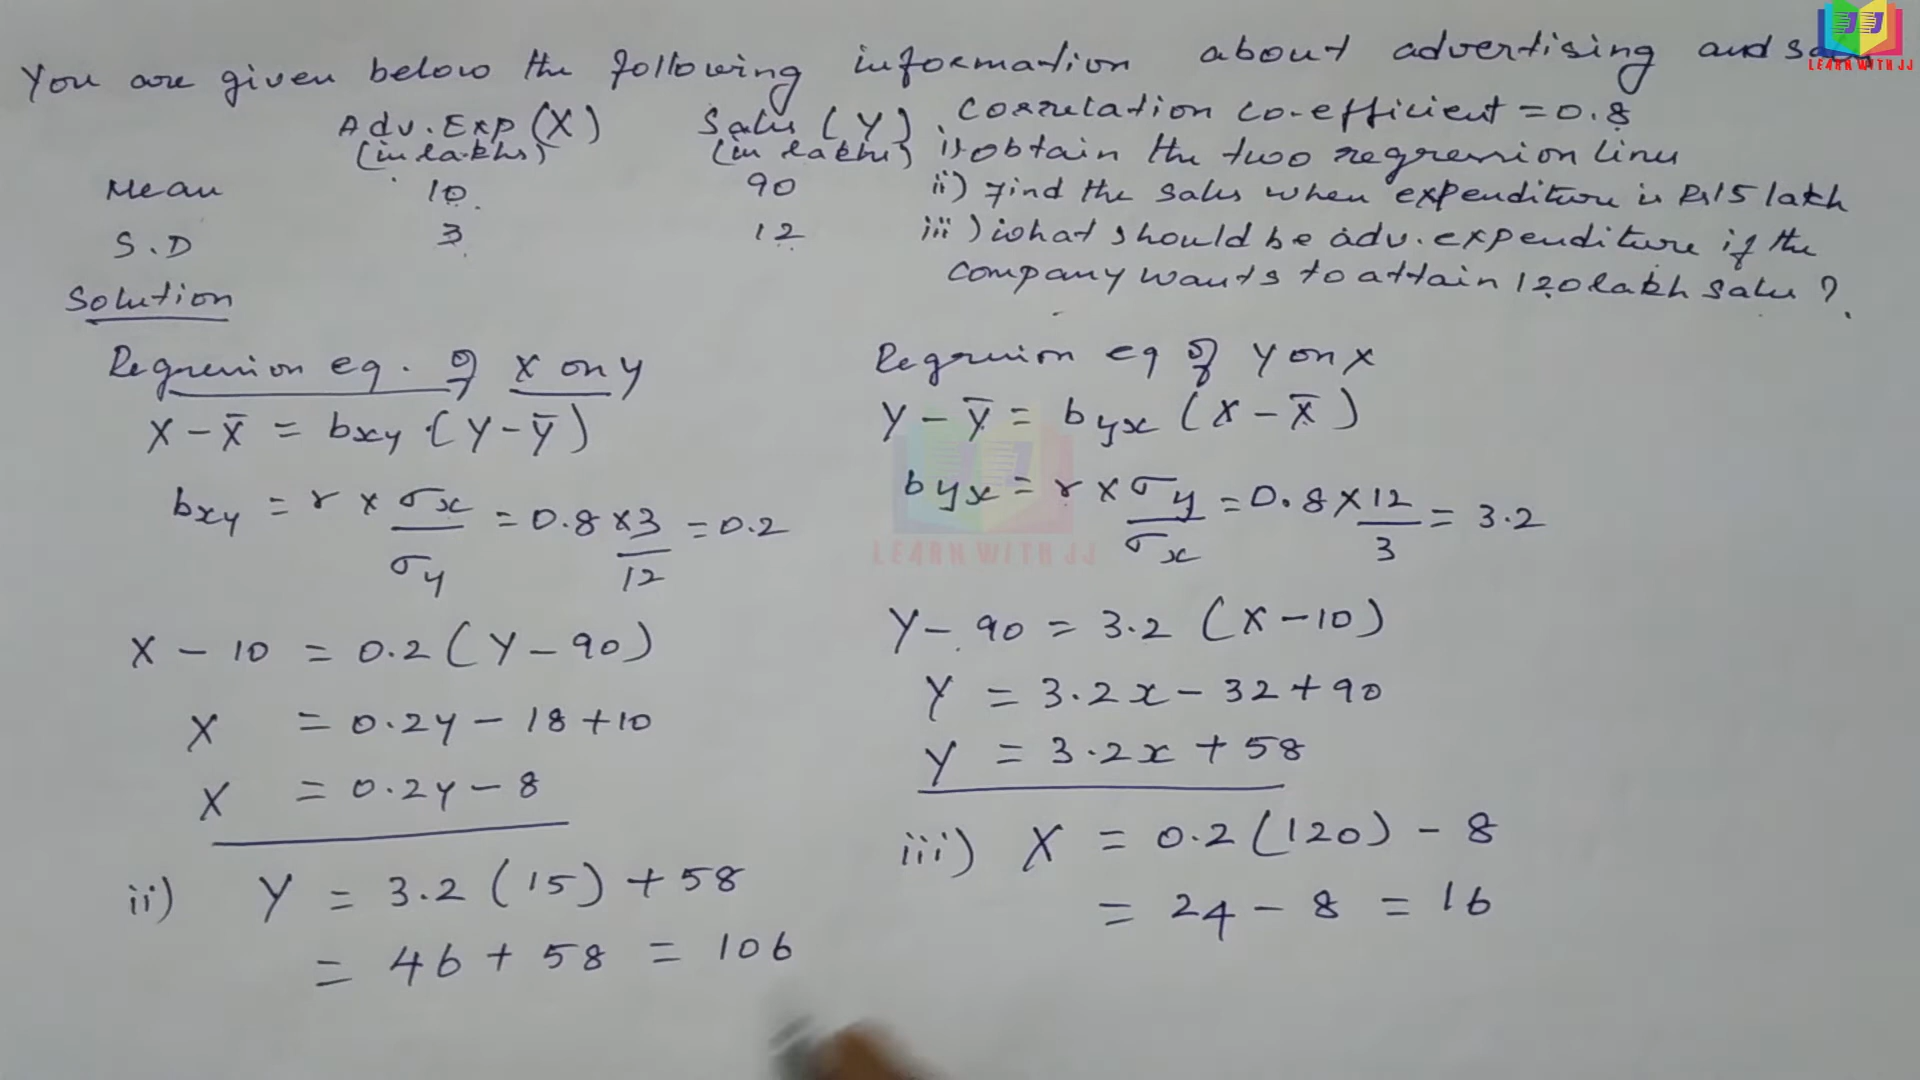 You are given below the following information about advertising and sa
Adv. Exp (X) Sales (Y) Correlation co-efficient = 0.8
(in lakhs) (in lakhs) i) obtain the two regression lines
Mean 10 90 ii) Find the sales when expenditure is Rs15 lakh
S.D 3 12 iii) what should be adv. expenditure if the
company wants to attain 120 lakh sales ?
Solution
Regression eq. of X on y
X - X̄ = bxy (Y - Ȳ)
bxy = r × σx/σy = 0.8 × 3/12 = 0.2
X - 10 = 0.2 (Y - 90)
X = 0.2y - 18 + 10
X = 0.2y - 8
ii) Y = 3.2 (15) + 58
= 46 + 58 = 106
Regression eq of Y on X
Y - Ȳ = byx (X - X̄)
byx = r × σy/σx = 0.8 × 12/3 = 3.2
Y - 90 = 3.2 (X - 10)
Y = 3.2x - 32 + 90
Y = 3.2x + 58
iii) X = 0.2 (120) - 8
= 24 - 8 = 16
LEARN WITH JJ
LEARN WITH JJ